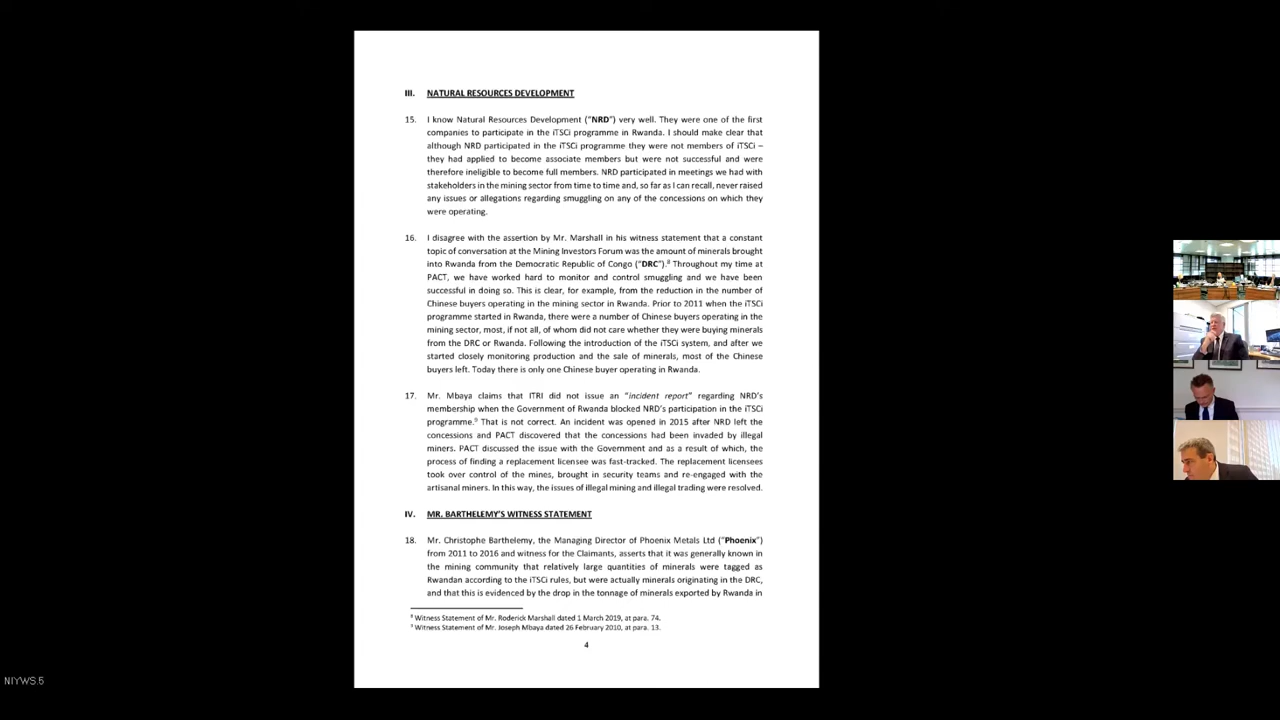 III. NATURAL RESOURCES DEVELOPMENT
15. I know Natural Resources Development (“NRD”) very well. They were one of the first
companies to participate in the iTSCi programme in Rwanda. I should make clear that
although NRD participated in the iTSCi programme they were not members of iTSCi –
they had applied to become associate members but were not successful and were
therefore ineligible to become full members. NRD participated in meetings we had with
stakeholders in the mining sector from time to time and, so far as I can recall, never raised
any issues or allegations regarding smuggling on any of the concessions on which they
were operating.
16. I disagree with the assertion by Mr. Marshall in his witness statement that a constant
topic of conversation at the Mining Investors Forum was the amount of minerals brought
into Rwanda from the Democratic Republic of Congo (“DRC”).⁸ Throughout my time at
PACT, we have worked hard to monitor and control smuggling and we have been
successful in doing so. This is clear, for example, from the reduction in the number of
Chinese buyers operating in the mining sector in Rwanda. Prior to 2011 when the iTSCi
programme started in Rwanda, there were a number of Chinese buyers operating in the
mining sector, most, if not all, of whom did not care whether they were buying minerals
from the DRC or Rwanda. Following the introduction of the iTSCi system, and after we
started closely monitoring production and the sale of minerals, most of the Chinese
buyers left. Today there is only one Chinese buyer operating in Rwanda.
17. Mr. Mbaya claims that ITRI did not issue an “incident report” regarding NRD’s
membership when the Government of Rwanda blocked NRD’s participation in the iTSCi
programme.⁹ That is not correct. An incident was opened in 2015 after NRD left the
concessions and PACT discovered that the concessions had been invaded by illegal
miners. PACT discussed the issue with the Government and as a result of which, the
process of finding a replacement licensee was fast-tracked. The replacement licensees
took over control of the mines, brought in security teams and re-engaged with the
artisanal miners. In this way, the issues of illegal mining and illegal trading were resolved.
IV. MR. BARTHELEMY’S WITNESS STATEMENT
18. Mr. Christophe Barthelemy, the Managing Director of Phoenix Metals Ltd (“Phoenix”)
from 2011 to 2016 and witness for the Claimants, asserts that it was generally known in
the mining community that relatively large quantities of minerals were tagged as
Rwandan according to the iTSCi rules, but were actually minerals originating in the DRC,
and that this is evidenced by the drop in the tonnage of minerals exported by Rwanda in
⁸ Witness Statement of Mr. Roderick Marshall dated 1 March 2019, at para. 74.
⁹ Witness Statement of Mr. Joseph Mbaya dated 26 February 2010, at para. 13.
4
NIYWS.5